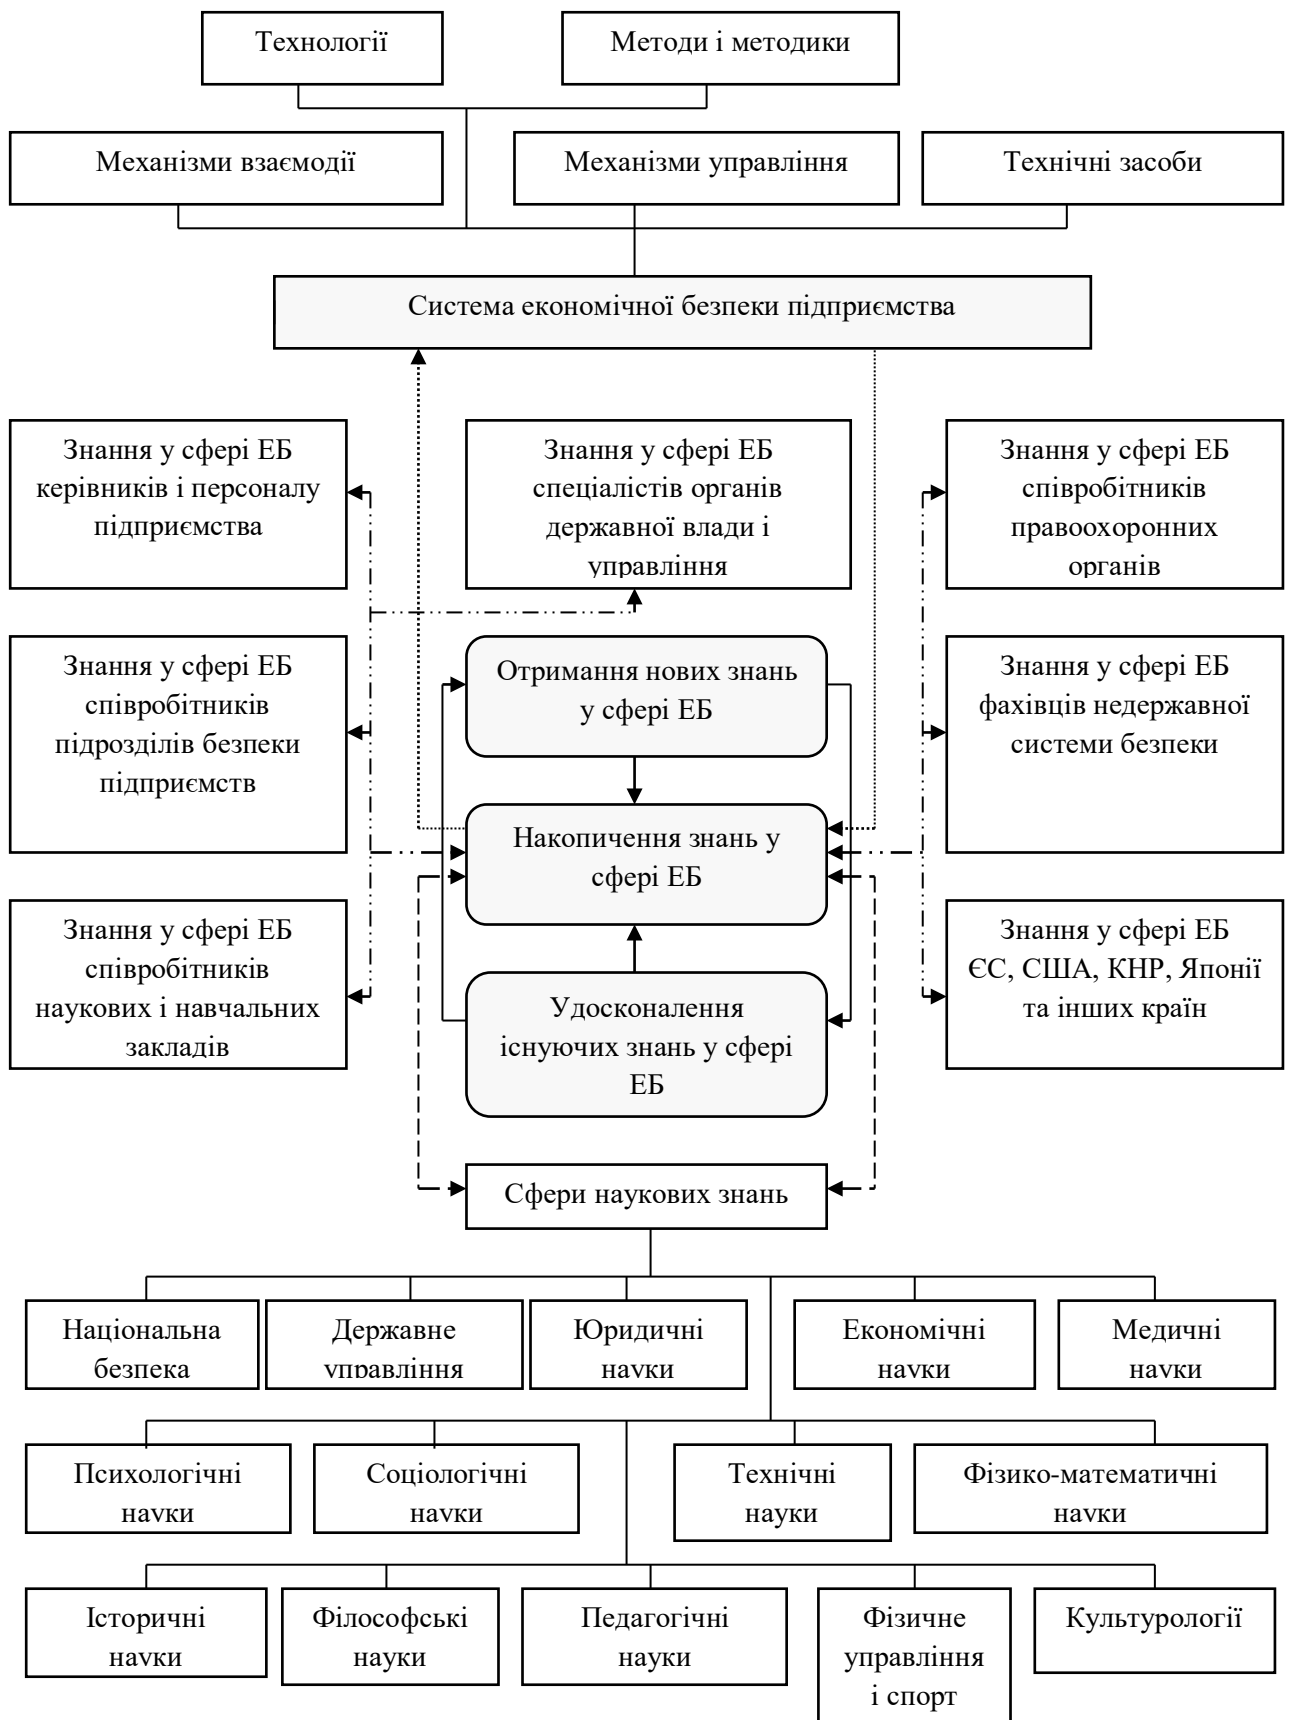 Технології
Методи і методики
Механізми взаємодії
Механізми управління
Технічні засоби
Система економічної безпеки підприємства
Знання у сфері ЕБ
керівників і персоналу
підприємства
Знання у сфері ЕБ
спеціалістів органів
державної влади і
управління
Знання у сфері ЕБ
співробітників
правоохоронних
органів
Знання у сфері ЕБ
співробітників
підрозділів безпеки
підприємств
Отримання нових знань
у сфері ЕБ
Знання у сфері ЕБ
фахівців недержавної
системи безпеки
Накопичення знань у
сфері ЕБ
Знання у сфері ЕБ
співробітників
наукових і навчальних
закладів
Удосконалення
існуючих знань у сфері
ЕБ
Знання у сфері ЕБ
ЄС, США, КНР, Японії
та інших країн
Сфери наукових знань
Національна
безпека
Державне
управління
Юридичні
науки
Економічні
науки
Медичні
науки
Психологічні
науки
Соціологічні
науки
Технічні
науки
Фізико-математичні
науки
Історичні
науки
Філософські
науки
Педагогічні
науки
Фізичне
управління
і спорт
Культурології